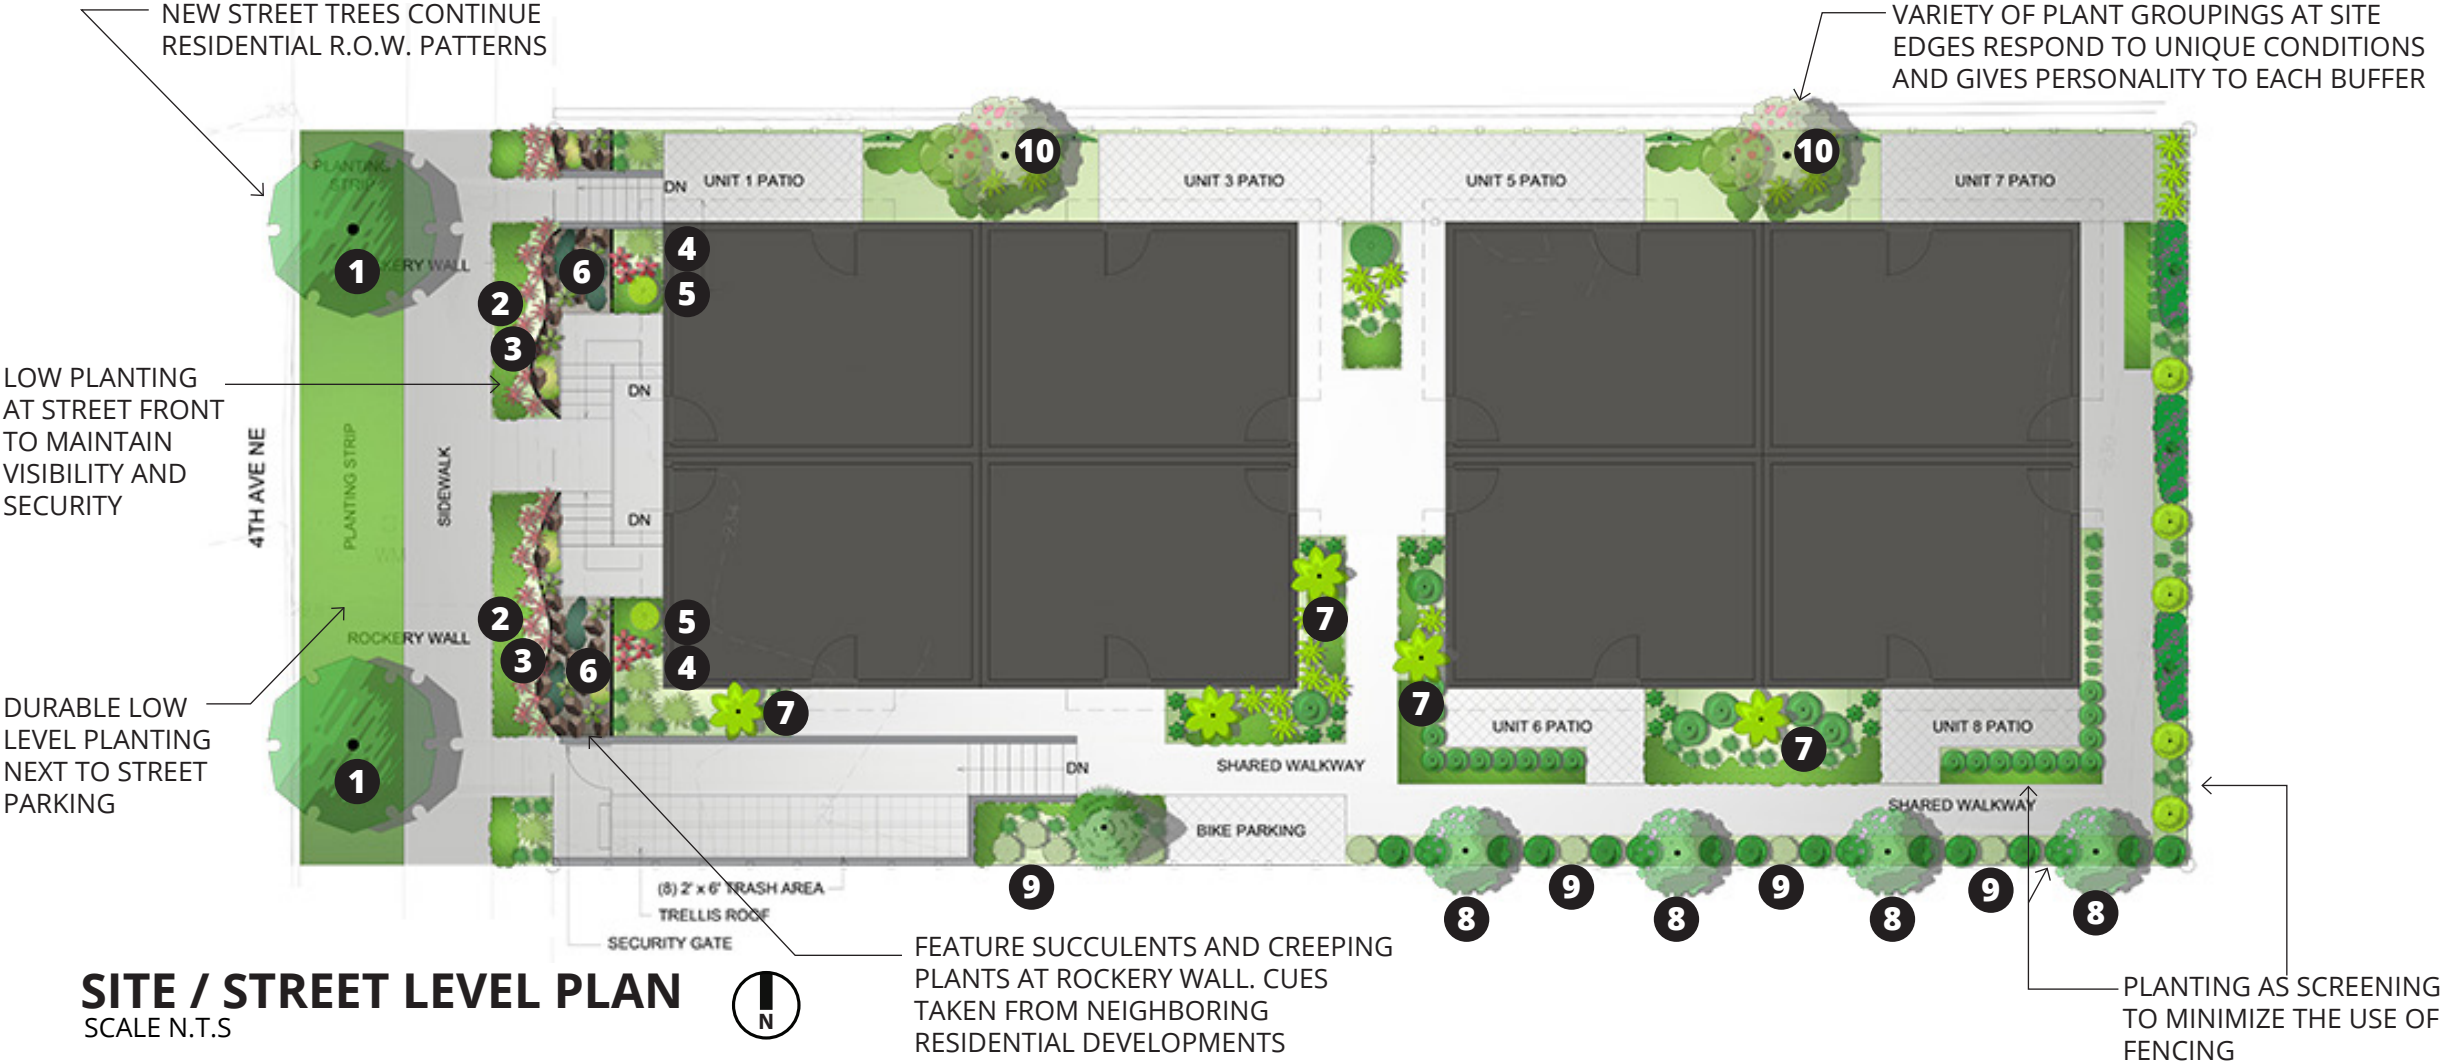 NEW STREET TREES CONTINUE
RESIDENTIAL R.O.W. PATTERNS
VARIETY OF PLANT GROUPINGS AT SITE
EDGES RESPOND TO UNIQUE CONDITIONS
AND GIVES PERSONALITY TO EACH BUFFER
PLANTING
STRIP
10
10
DN
UNIT 1 PATIO
UNIT 3 PATIO
UNIT 5 PATIO
UNIT 7 PATIO
1
KERY WALL
2
3
6
4
5
LOW PLANTING
AT STREET FRONT
TO MAINTAIN
VISIBILITY AND
SECURITY
DN
4TH AVE NE
PLANTING STRIP
SIDEWALK
DN
2
3
6
5
4
ROCKERY WALL
7
7
7
7
DURABLE LOW
LEVEL PLANTING
NEXT TO STREET
PARKING
1
UNIT 6 PATIO
UNIT 8 PATIO
DN
SHARED WALKWAY
SHARED WALKWAY
BIKE PARKING
9
9
9
9
8
8
8
8
(8) 2' x 6' TRASH AREA
TRELLIS ROOF
SECURITY GATE
SITE / STREET LEVEL PLAN
SCALE N.T.S
N
FEATURE SUCCULENTS AND CREEPING
PLANTS AT ROCKERY WALL. CUES
TAKEN FROM NEIGHBORING
RESIDENTIAL DEVELOPMENTS
PLANTING AS SCREENING
TO MINIMIZE THE USE OF
FENCING